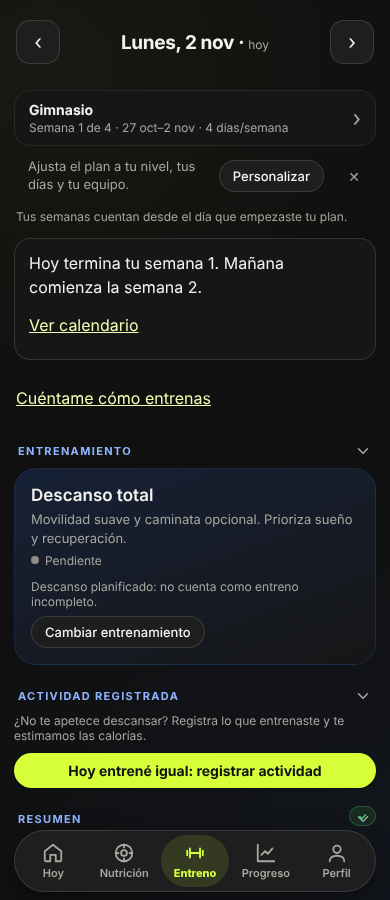 Lunes, 2 nov · hoy
Gimnasio
Semana 1 de 4 · 27 oct–2 nov · 4 días/semana
Ajusta el plan a tu nivel, tus
días y tu equipo.
Personalizar
Tus semanas cuentan desde el día que empezaste tu plan.
Hoy termina tu semana 1. Mañana
comienza la semana 2.
Ver calendario
Cuéntame cómo entrenas
ENTRENAMIENTO
Descanso total
Movilidad suave y caminata opcional. Prioriza sueño
y recuperación.
Pendiente
Descanso planificado: no cuenta como entreno
incompleto.
Cambiar entrenamiento
ACTIVIDAD REGISTRADA
¿No te apetece descansar? Registra lo que entrenaste y te
estimamos las calorías.
Hoy entrené igual: registrar actividad
RESUMEN
Hoy Nutrición Entreno Progreso Perfil